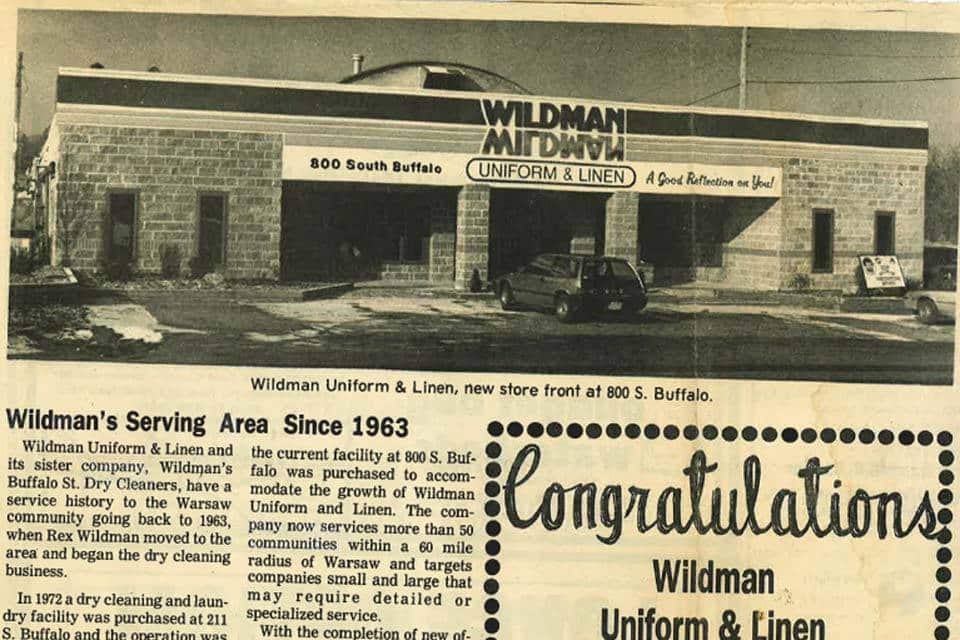 WILDMAN
WILDMAN
800 South Buffalo
UNIFORM & LINEN
A Good Reflection on You!
Wildman Uniform & Linen, new store front at 800 S. Buffalo.
Wildman's Serving Area Since 1963
Wildman Uniform & Linen and
its sister company, Wildman's
Buffalo St. Dry Cleaners, have a
service history to the Warsaw
community going back to 1963,
when Rex Wildman moved to the
area and began the dry cleaning
business.
In 1972 a dry cleaning and laun-
dry facility was purchased at 211
S. Buffalo and the operation was
the current facility at 800 S. Buf-
falo was purchased to accom-
modate the growth of Wildman
Uniform and Linen. The com-
pany now services more than 50
communities within a 60 mile
radius of Warsaw and targets
companies small and large that
may require detailed or
specialized service.
With the completion of new of-
Congratulations
Wildman
Uniform & Linen